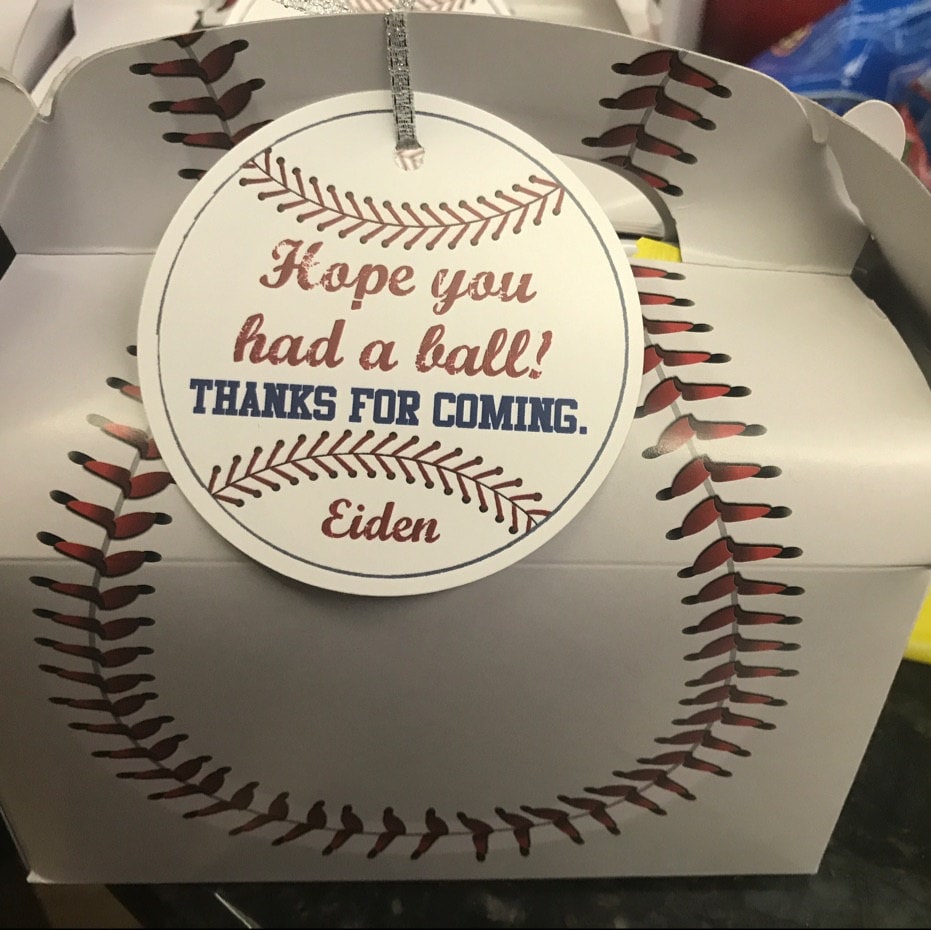 Hope you
had a ball!
THANKS FOR COMING.
Eiden